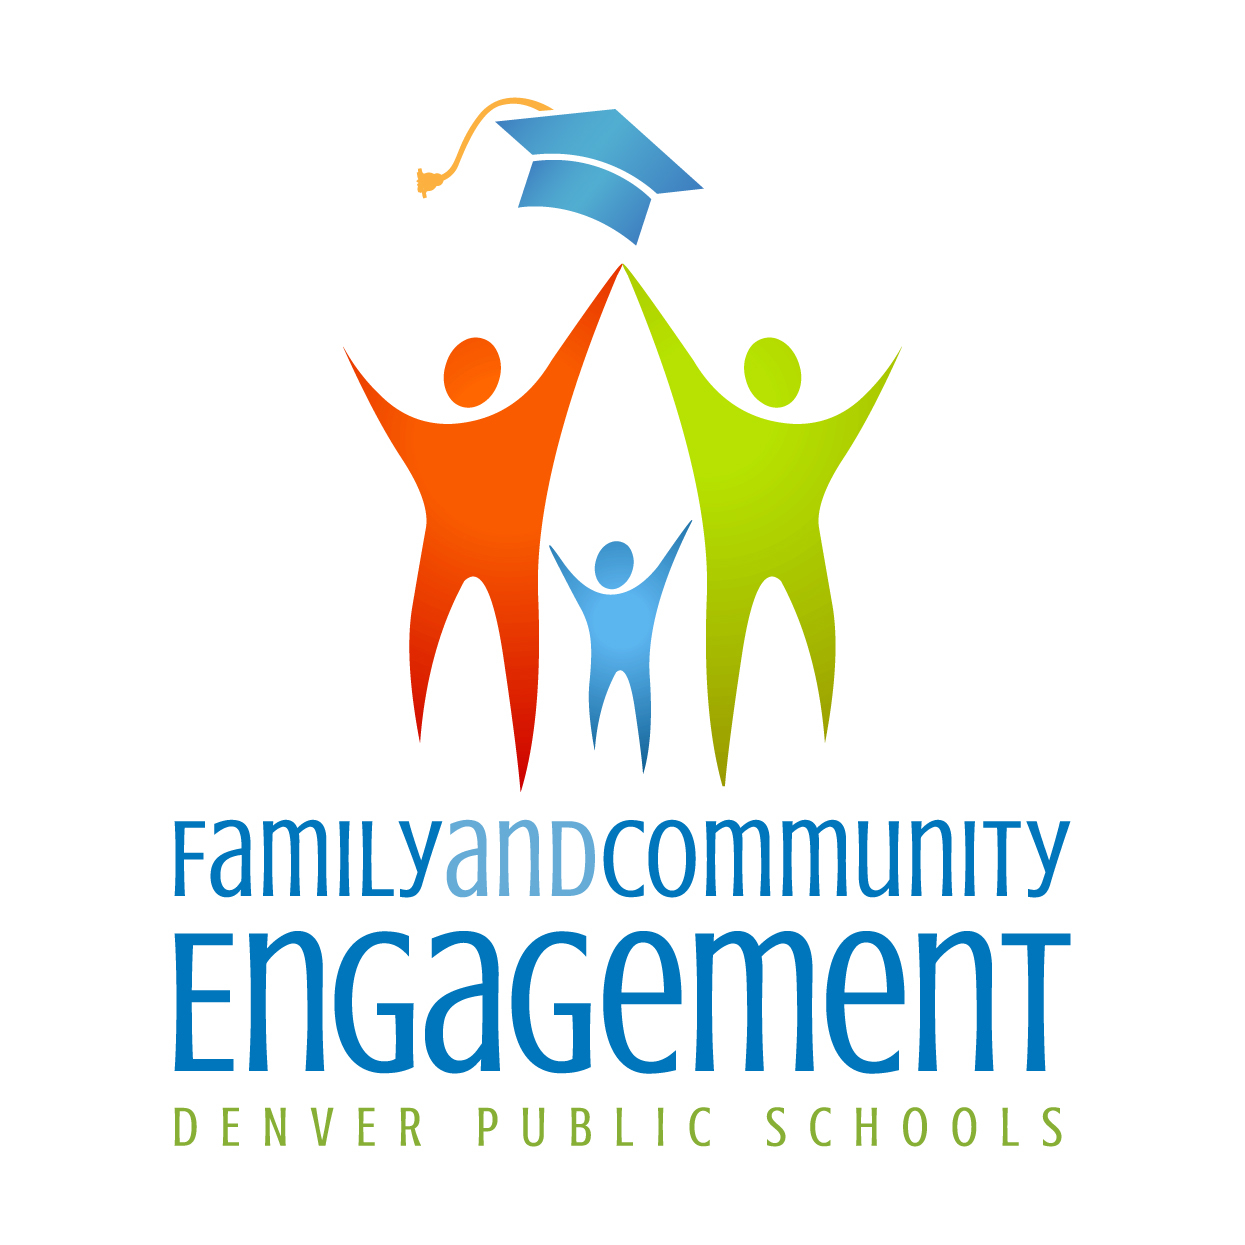 FamilyandCommunity
Engagement
DENVER PUBLIC SCHOOLS